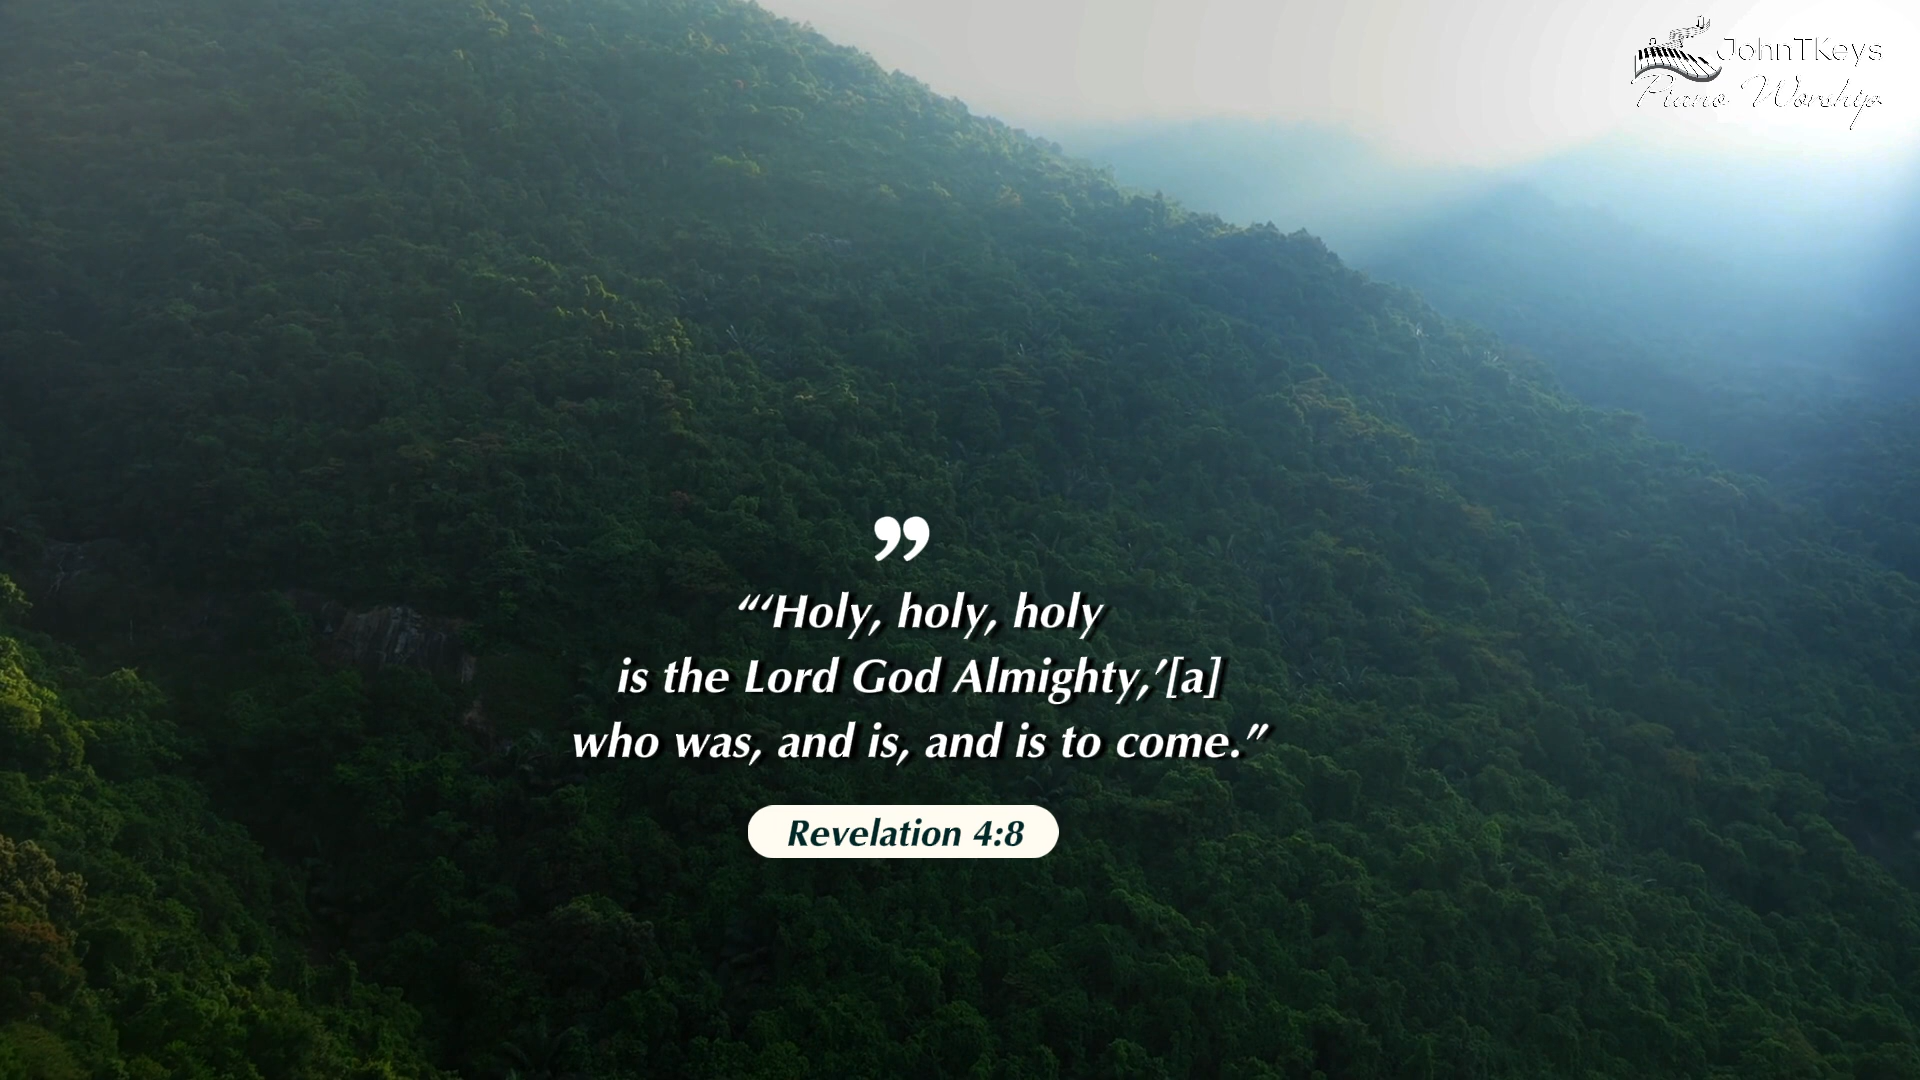 JohnTKeys
Piano Worship
”
“‘Holy, holy, holy
is the Lord God Almighty,’[a]
who was, and is, and is to come.”
Revelation 4:8